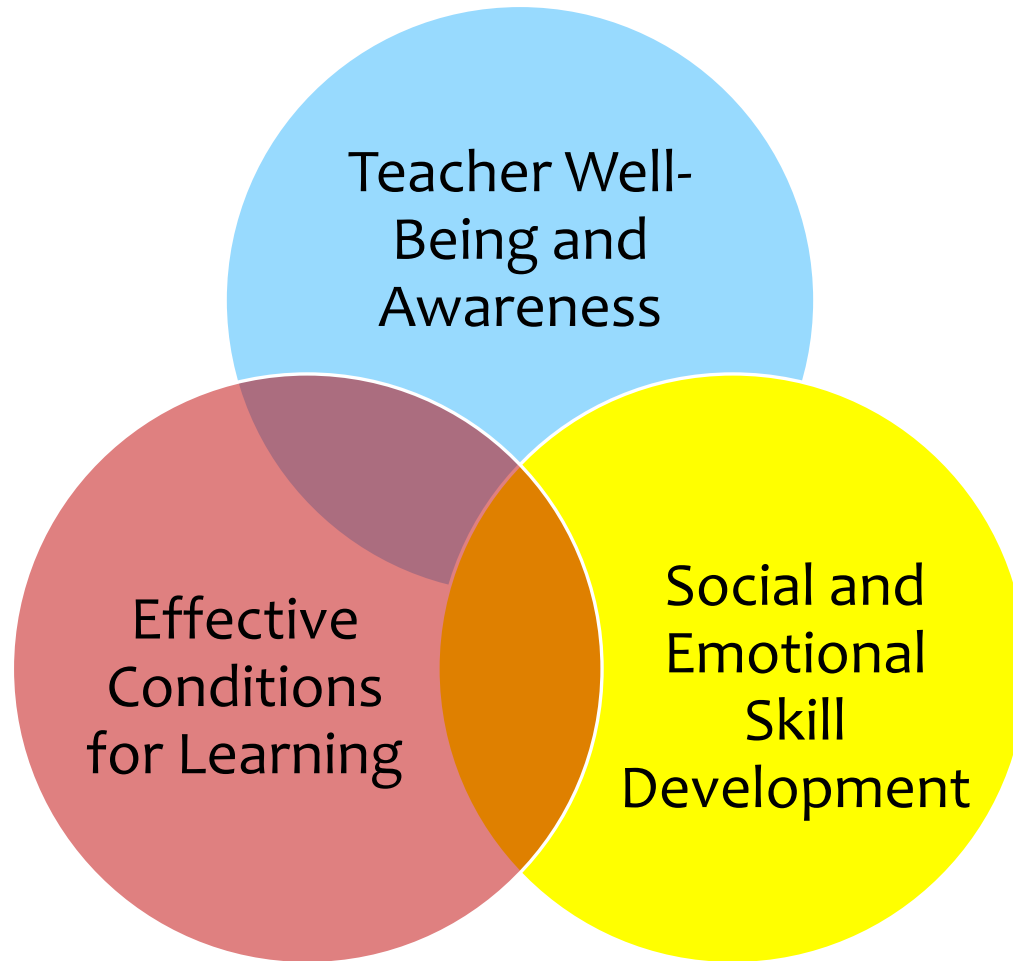 Teacher Well-
Being and
Awareness
Effective
Conditions
for Learning
Social and
Emotional
Skill
Development